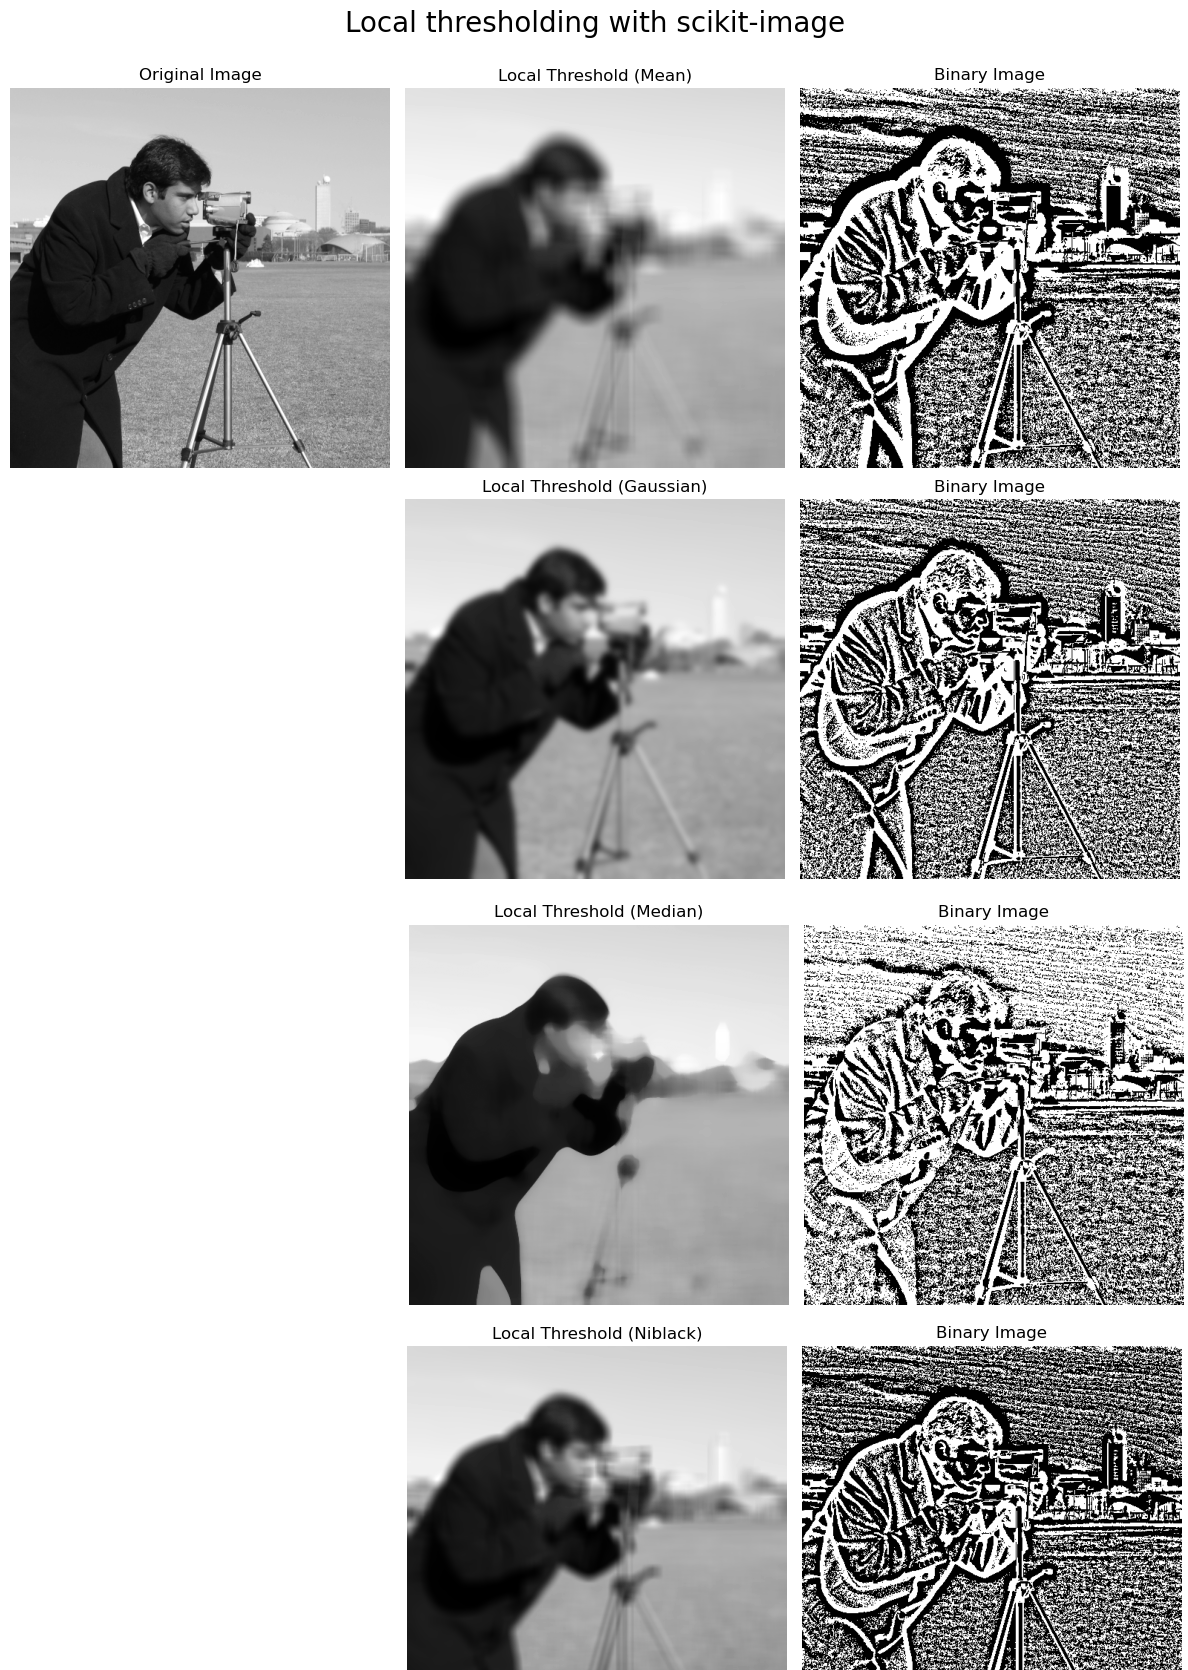 Local thresholding with scikit-image
Original Image
Local Threshold (Mean)
Binary Image
Local Threshold (Gaussian)
Binary Image
Local Threshold (Median)
Binary Image
Local Threshold (Niblack)
Binary Image